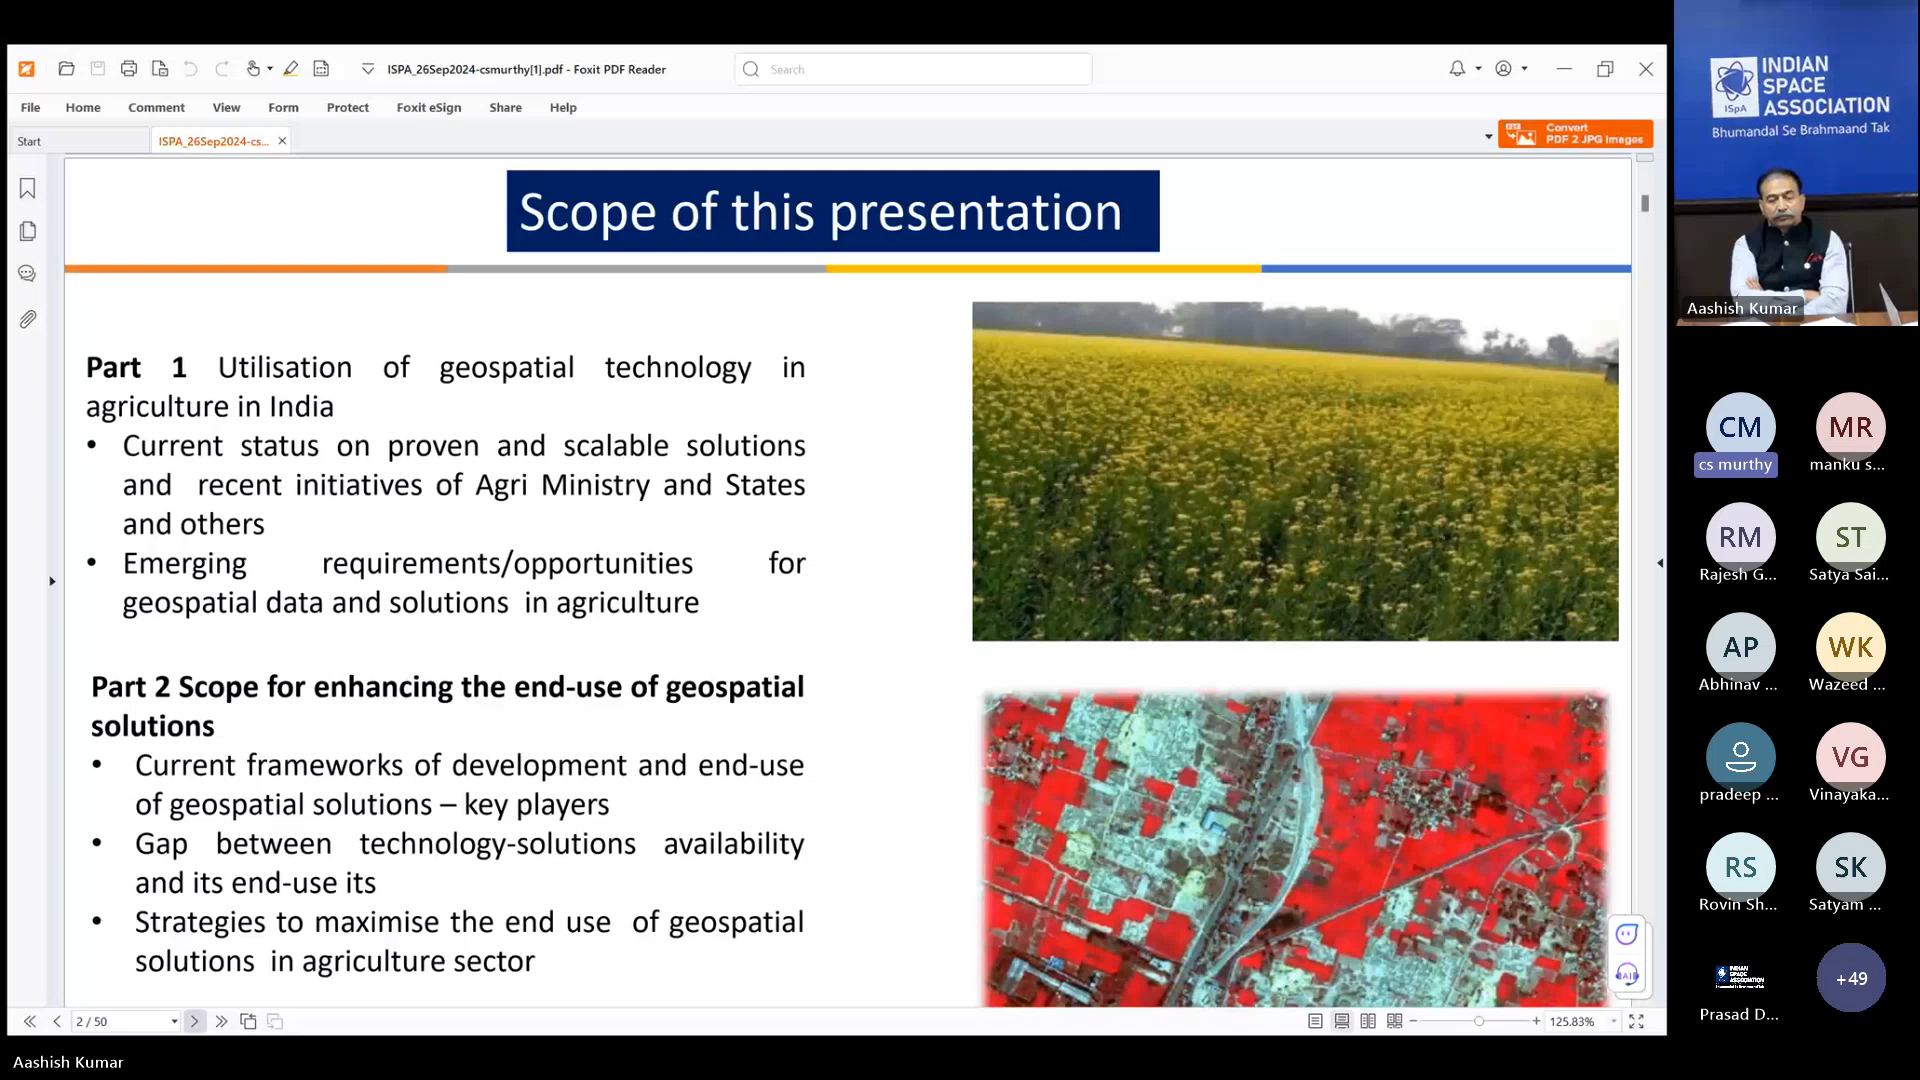 ISPA_26Sep2024-csmurthy[1].pdf - Foxit PDF Reader
Search
File Home Comment View Form Protect Foxit eSign Share Help
Start
ISPA_26Sep2024-cs...
Convert
PDF 2 JPG Images
Scope of this presentation
Part 1 Utilisation of geospatial technology in
agriculture in India
• Current status on proven and scalable solutions
and recent initiatives of Agri Ministry and States
and others
• Emerging requirements/opportunities for
geospatial data and solutions in agriculture
Part 2 Scope for enhancing the end-use of geospatial
solutions
• Current frameworks of development and end-use
of geospatial solutions – key players
• Gap between technology-solutions availability
and its end-use its
• Strategies to maximise the end use of geospatial
solutions in agriculture sector
2 / 50
125.83%
Aashish Kumar
INDIAN
SPACE
ASSOCIATION
ISpA
Bhumandal Se Brahmaand Tak
Aashish Kumar
CM
cs murthy
MR
manku s...
RM
Rajesh G...
ST
Satya Sai...
AP
Abhinav ...
WK
Wazeed ...
pradeep ...
VG
Vinayaka...
RS
Rovin Sh...
SK
Satyam ...
INDIAN
SPACE
ASSOCIATION
Prasad D...
+49